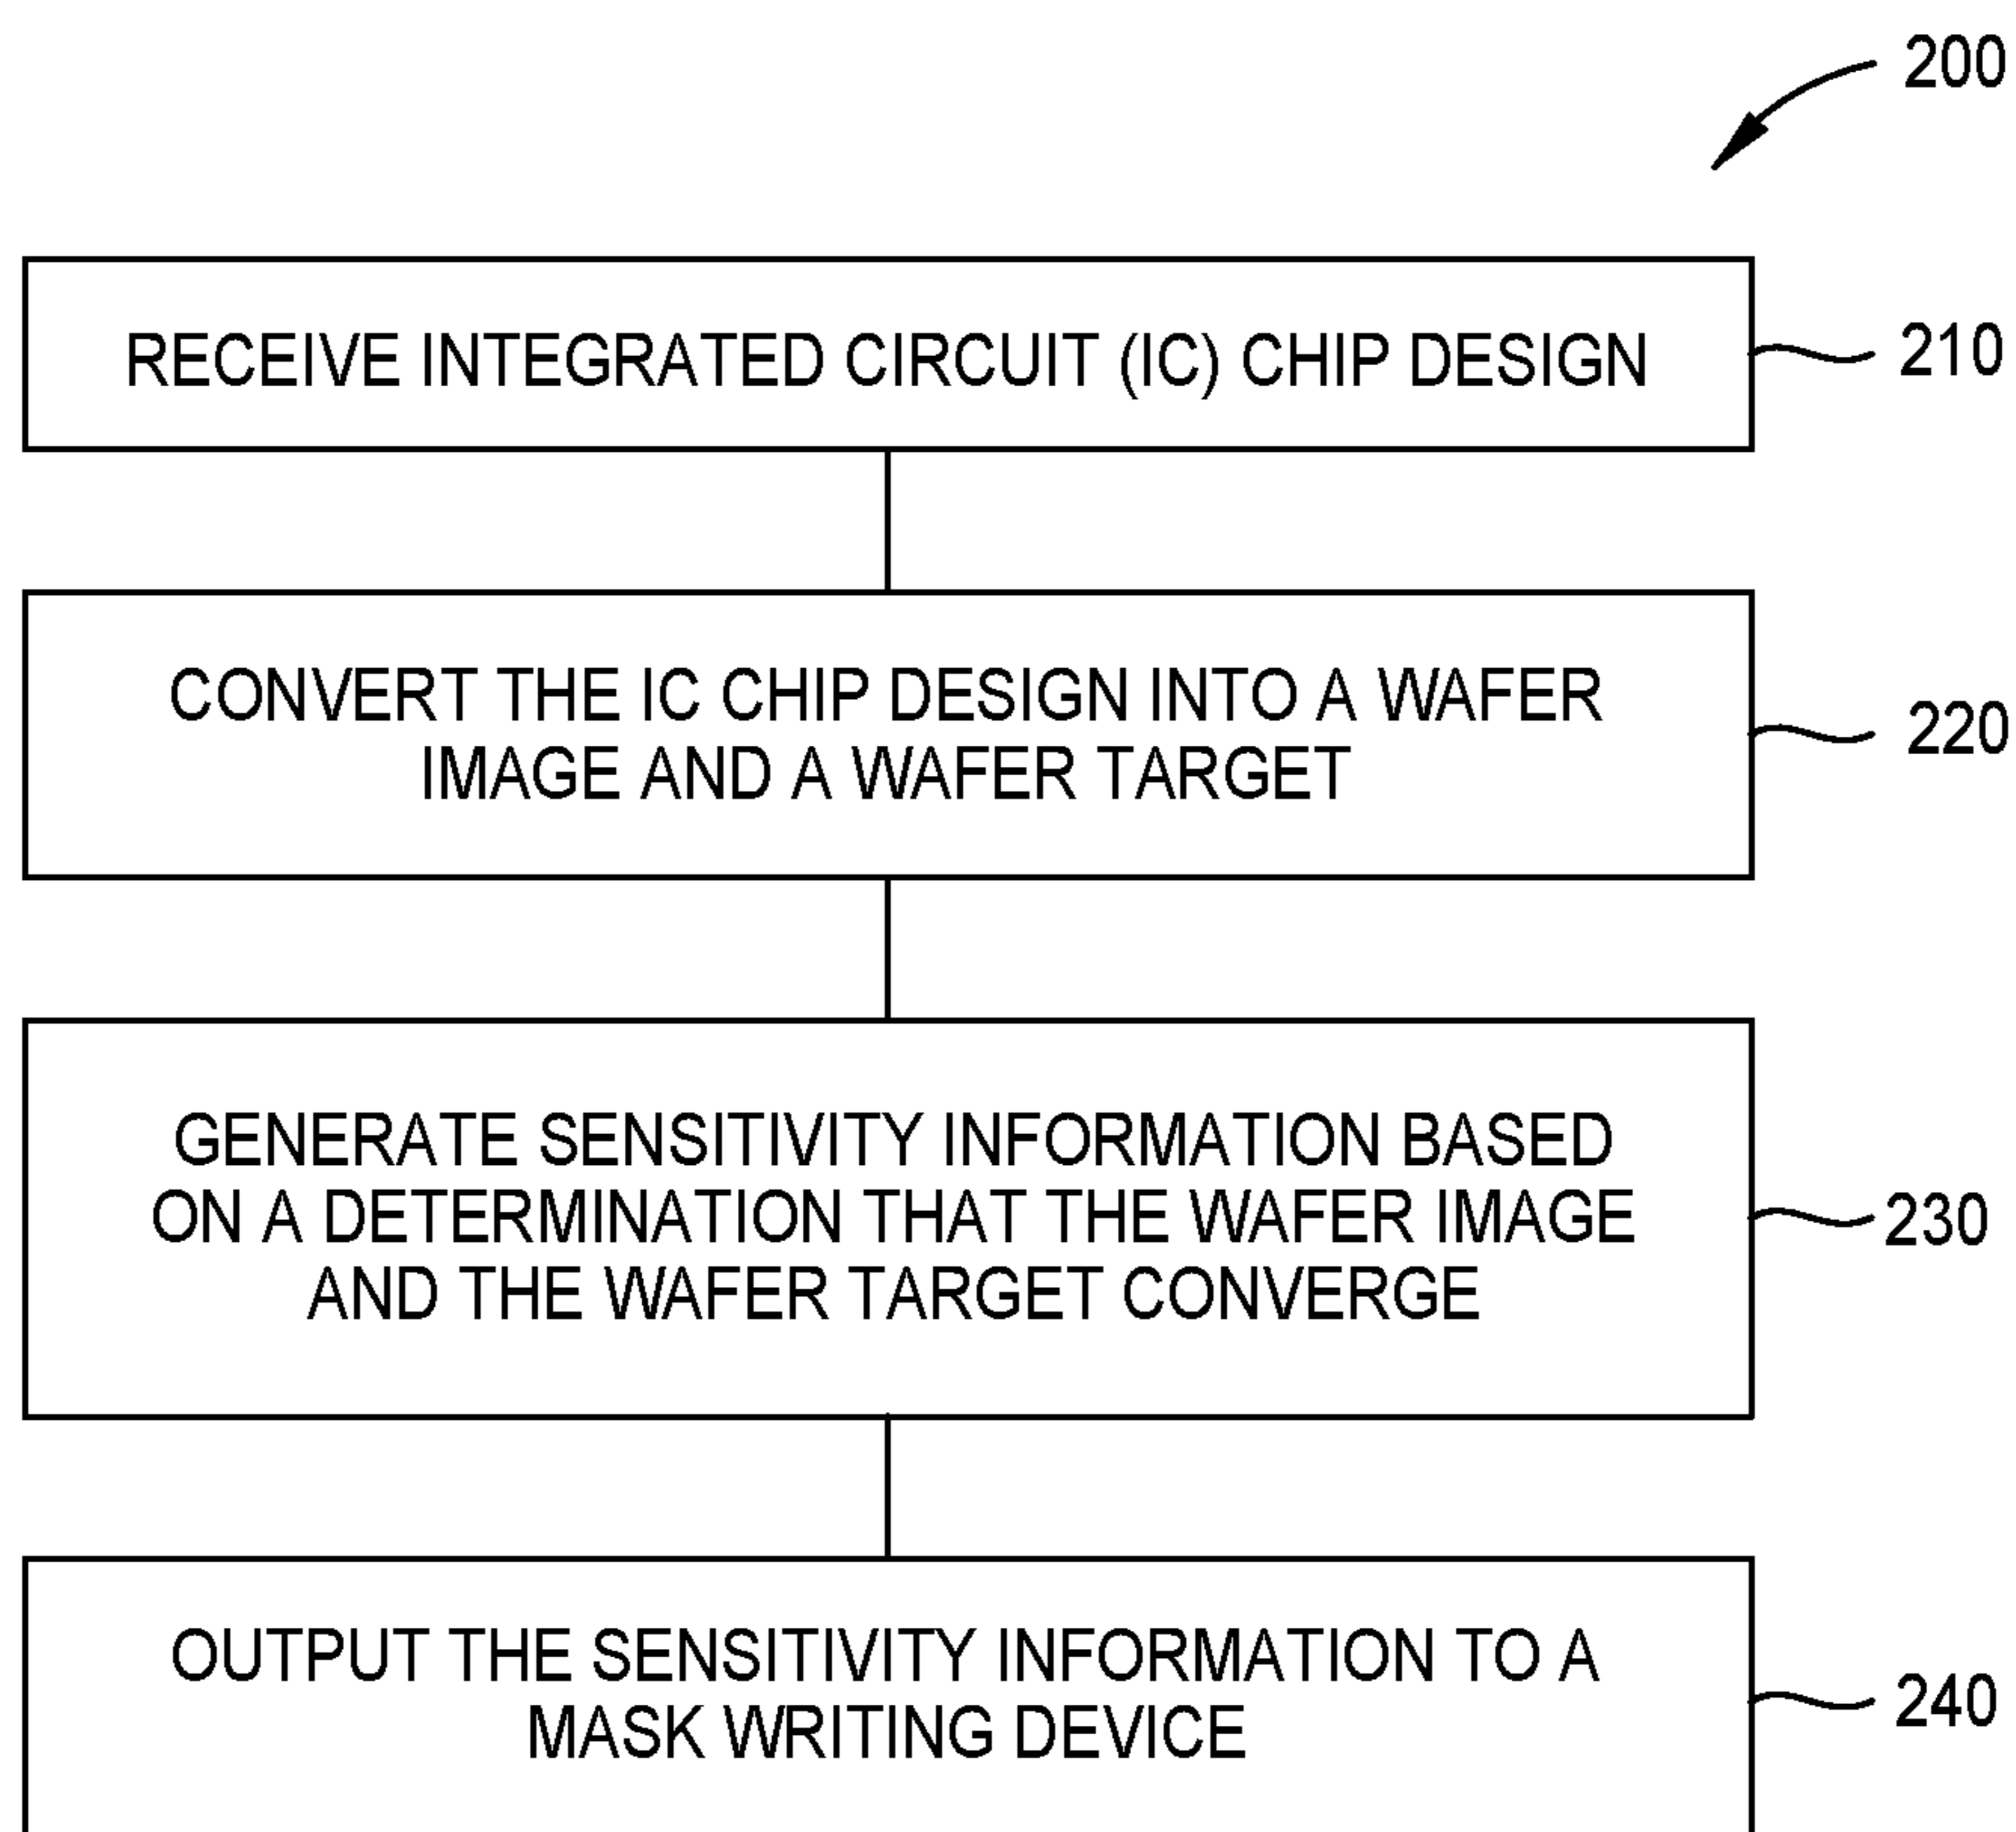 200
RECEIVE INTEGRATED CIRCUIT (IC) CHIP DESIGN
210
CONVERT THE IC CHIP DESIGN INTO A WAFER
IMAGE AND A WAFER TARGET
220
GENERATE SENSITIVITY INFORMATION BASED
ON A DETERMINATION THAT THE WAFER IMAGE
AND THE WAFER TARGET CONVERGE
230
OUTPUT THE SENSITIVITY INFORMATION TO A
MASK WRITING DEVICE
240